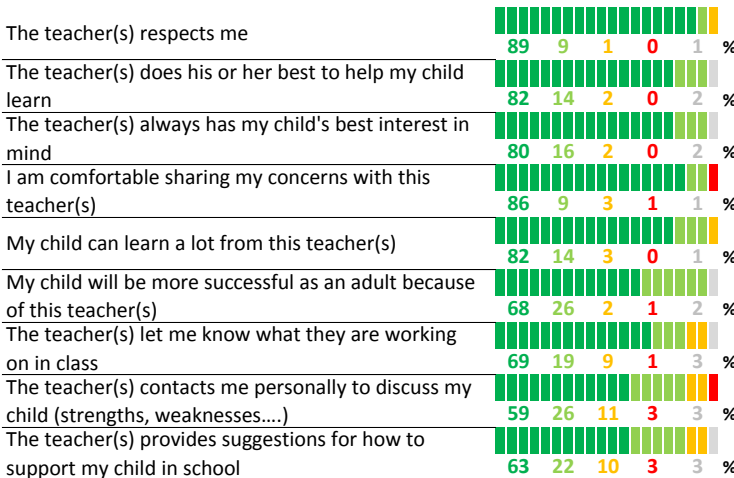 The teacher(s) respects me
89 9 1 0 1 %
The teacher(s) does his or her best to help my child
learn
82 14 2 0 2 %
The teacher(s) always has my child's best interest in
mind
80 16 2 0 2 %
I am comfortable sharing my concerns with this
teacher(s)
86 9 3 1 1 %
My child can learn a lot from this teacher(s)
82 14 3 0 1 %
My child will be more successful as an adult because
of this teacher(s)
68 26 2 1 2 %
The teacher(s) let me know what they are working
on in class
69 19 9 1 3 %
The teacher(s) contacts me personally to discuss my
child (strengths, weaknesses....)
59 26 11 3 3 %
The teacher(s) provides suggestions for how to
support my child in school
63 22 10 3 3 %